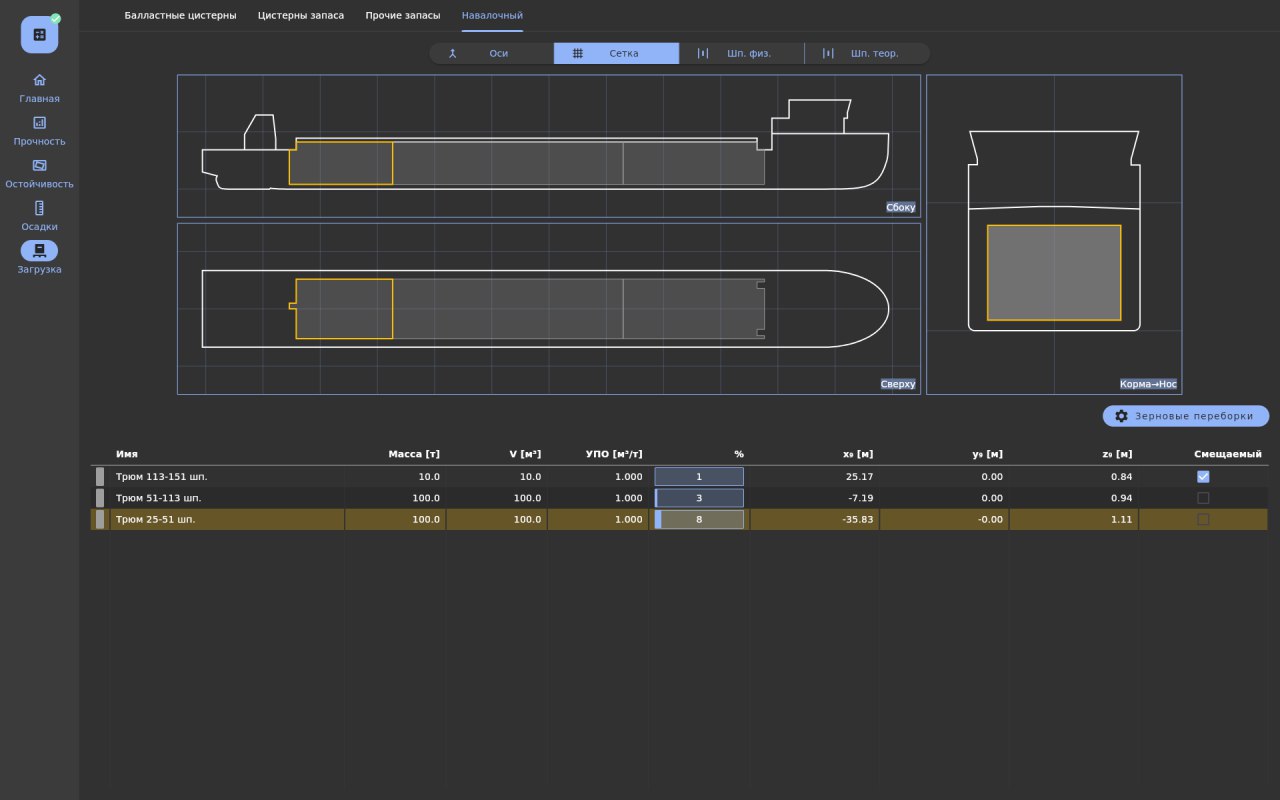 Балластные цистерны Цистерны запаса Прочие запасы Навалочный
Оси Сетка Шп. физ. Шп. теор.
Главная
Прочность
Остойчивость
Осадки
Загрузка
Сбоку
Сверху
Корма→Нос
Зерновые переборки
Имя Масса [т] V [м³] УПО [м³/т] % x₉ [м] y₉ [м] z₉ [м] Смещаемый
Трюм 113-151 шп. 10.0 10.0 1.000 1 25.17 0.00 0.84
Трюм 51-113 шп. 100.0 100.0 1.000 3 -7.19 0.00 0.94
Трюм 25-51 шп. 100.0 100.0 1.000 8 -35.83 -0.00 1.11